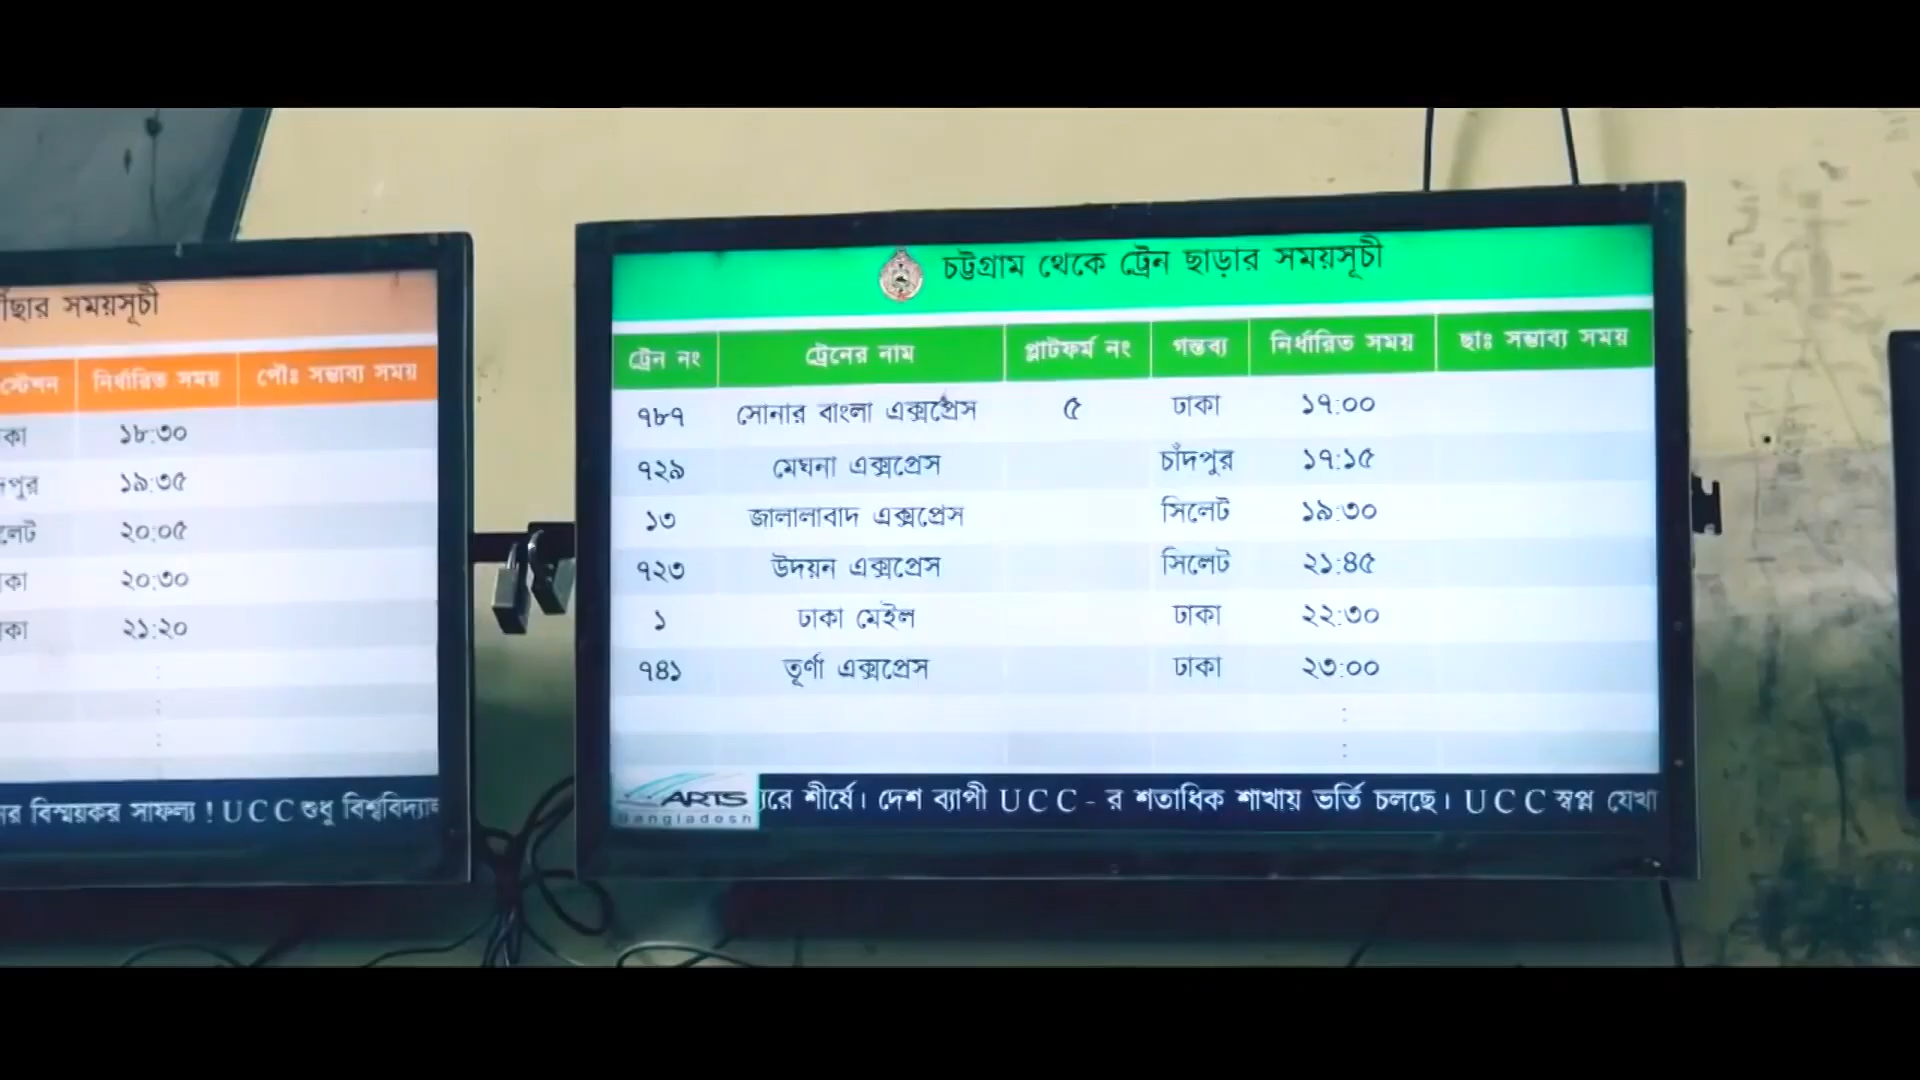 সময়সূচী
নির্ধারিত সময় পৌঃ সম্ভাব্য সময়
১৮:৩০
১৯:৩৫
২০:০৫
২০:৩০
২১:২০
বিস্ময়কর সাফল্য ! UCC শুধু
চট্টগ্রাম থেকে ট্রেন ছাড়ার সময়সূচী
ট্রেন নং ট্রেনের নাম প্লাটফর্ম নং গন্তব্য নির্ধারিত সময় ছাঃ সম্ভাব্য সময়
৭৮৭ সোনার বাংলা এক্সপ্রেস ৫ ঢাকা ১৭:০০
৭২৯ মেঘনা এক্সপ্রেস চাঁদপুর ১৭:১৫
১৩ জালালাবাদ এক্সপ্রেস সিলেট ১৯:৩০
৭২৩ উদয়ন এক্সপ্রেস সিলেট ২১:৪৫
১ ঢাকা মেইল ঢাকা ২২:৩০
৭৪১ তূর্ণা এক্সপ্রেস ঢাকা ২৩:০০
ARTS
Bangladesh
শীর্ষে। দেশ ব্যাপী UCC - র শতাধিক শাখায় ভর্তি চলছে। UCC স্বপ্ন যেখা